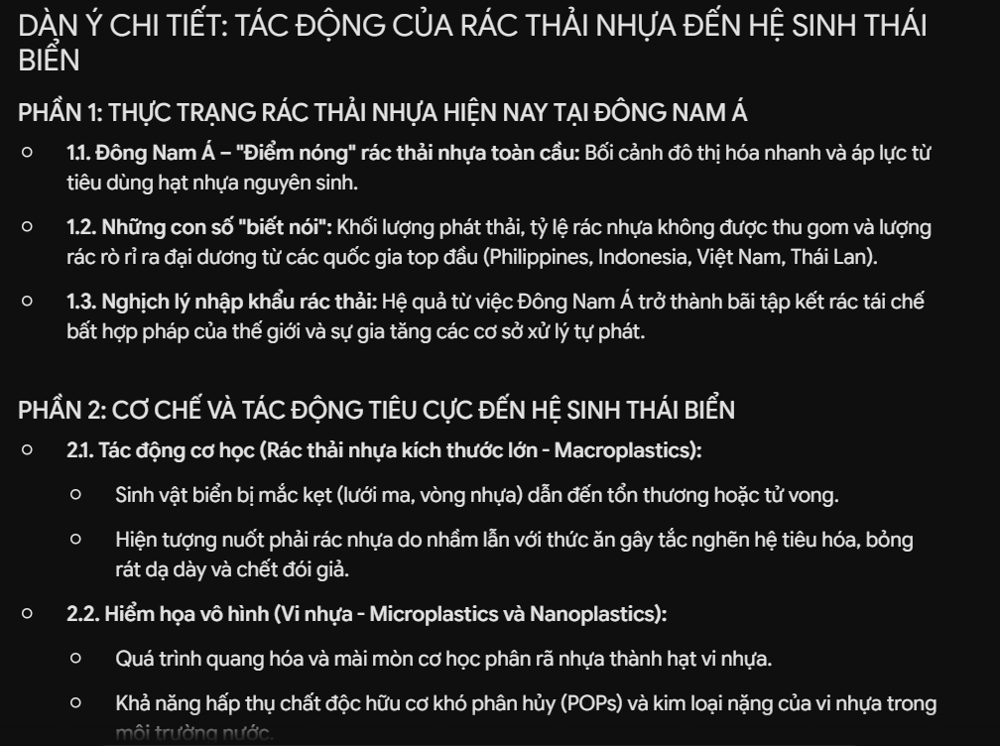 DÀN Ý CHI TIẾT: TÁC ĐỘNG CỦA RÁC THẢI NHỰA ĐẾN HỆ SINH THÁI
BIỂN
PHẦN 1: THỰC TRẠNG RÁC THẢI NHỰA HIỆN NAY TẠI ĐÔNG NAM Á
1.1. Đông Nam Á – "Điểm nóng" rác thải nhựa toàn cầu: Bối cảnh đô thị hóa nhanh và áp lực từ
tiêu dùng hạt nhựa nguyên sinh.
1.2. Những con số "biết nói": Khối lượng phát thải, tỷ lệ rác nhựa không được thu gom và lượng
rác rò rỉ ra đại dương từ các quốc gia top đầu (Philippines, Indonesia, Việt Nam, Thái Lan).
1.3. Nghịch lý nhập khẩu rác thải: Hệ quả từ việc Đông Nam Á trở thành bãi tập kết rác tái chế
bất hợp pháp của thế giới và sự gia tăng các cơ sở xử lý tự phát.
PHẦN 2: CƠ CHẾ VÀ TÁC ĐỘNG TIÊU CỰC ĐẾN HỆ SINH THÁI BIỂN
2.1. Tác động cơ học (Rác thải nhựa kích thước lớn - Macroplastics):
Sinh vật biển bị mắc kẹt (lưới ma, vòng nhựa) dẫn đến tổn thương hoặc tử vong.
Hiện tượng nuốt phải rác nhựa do nhầm lẫn với thức ăn gây tắc nghẽn hệ tiêu hóa, bỏng
rát dạ dày và chết đói giả.
2.2. Hiểm họa vô hình (Vi nhựa - Microplastics và Nanoplastics):
Quá trình quang hóa và mài mòn cơ học phân rã nhựa thành hạt vi nhựa.
Khả năng hấp thụ chất độc hữu cơ khó phân hủy (POPs) và kim loại nặng của vi nhựa trong
môi trường nước.